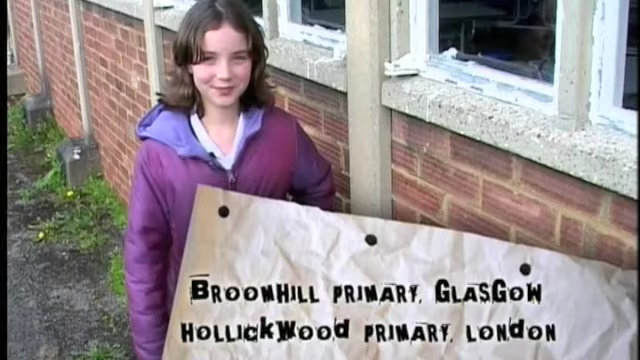 BROOMHILL PRIMARY, GLASGOW
HOLLICKWOOD PRIMARY, LONDON